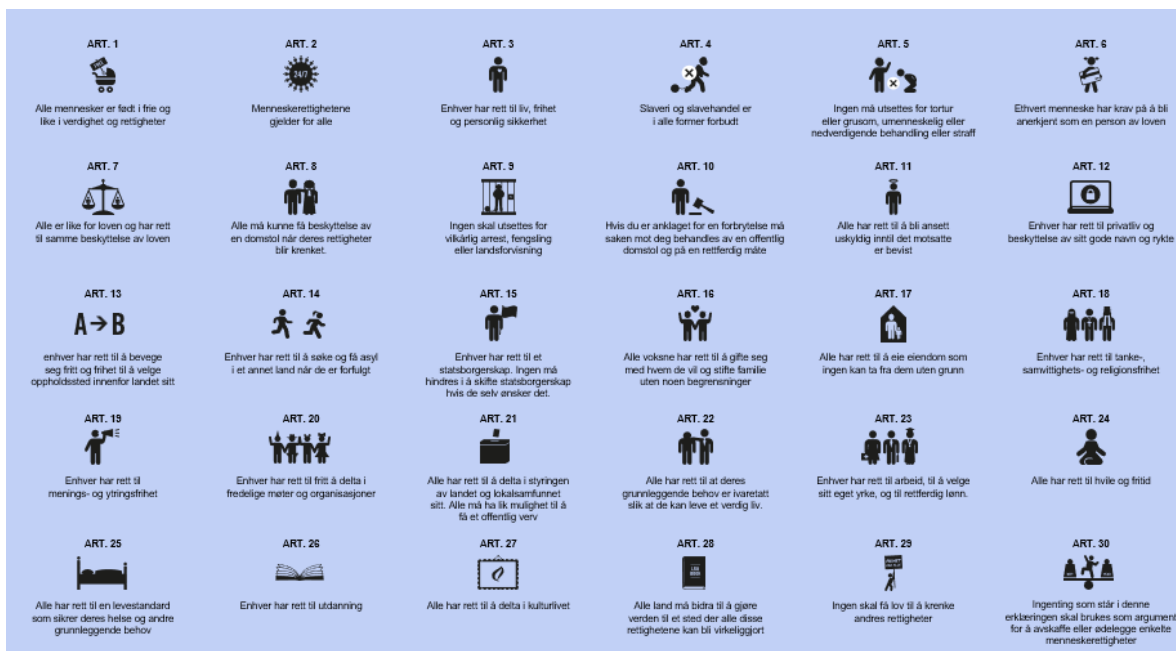 ART. 1
Alle mennesker er født i frie og
like i verdighet og rettigheter
ART. 2
24/7
Menneskerettighetene
gjelder for alle
ART. 3
Enhver har rett til liv, frihet
og personlig sikkerhet
ART. 4
Slaveri og slavehandel er
i alle former forbudt
ART. 5
Ingen må utsettes for tortur
eller grusom, umenneskelig eller
nedverdigende behandling eller straff
ART. 6
Ethvert menneske har krav på å bli
anerkjent som en person av loven
ART. 7
Alle er like for loven og har rett
til samme beskyttelse av loven
ART. 8
Alle må kunne få beskyttelse av
en domstol når deres rettigheter
blir krenket.
ART. 9
Ingen skal utsettes for
vilkårlig arrest, fengsling
eller landsforvisning
ART. 10
Hvis du er anklaget for en forbrytelse må
saken mot deg behandles av en offentlig
domstol og på en rettferdig måte
ART. 11
Alle har rett til å bli ansett
uskyldig inntil det motsatte
er bevist
ART. 12
Enhver har rett til privatliv og
beskyttelse av sitt gode navn og rykte
ART. 13
A→B
enhver har rett til å bevege
seg fritt og frihet til å velge
oppholdssted innenfor landet sitt
ART. 14
Enhver har rett til å søke og få asyl
i et annet land når de er forfulgt
ART. 15
Enhver har rett til et
statsborgerskap. Ingen må
hindres i å skifte statsborgerskap
hvis de selv ønsker det.
ART. 16
Alle voksne har rett til å gifte seg
med hvem de vil og stifte familie
uten noen begrensninger
ART. 17
Alle har rett til å eie eiendom som
ingen kan ta fra dem uten grunn
ART. 18
Enhver har rett til tanke-,
samvittighets- og religionsfrihet
ART. 19
Enhver har rett til
menings- og ytringsfrihet
ART. 20
Enhver har rett til fritt å delta i
fredelige møter og organisasjoner
ART. 21
Alle har rett til å delta i styringen
av landet og lokalsamfunnet
sitt. Alle må ha lik mulighet til å
få et offentlig verv
ART. 22
Alle har rett til at deres
grunnleggende behov er ivaretatt
slik at de kan leve et verdig liv.
ART. 23
Enhver har rett til arbeid, til å velge
sitt eget yrke, og til rettferdig lønn.
ART. 24
Alle har rett til hvile og fritid
ART. 25
Alle har rett til en levestandard
som sikrer deres helse og andre
grunnleggende behov
ART. 26
Enhver har rett til utdanning
ART. 27
Alle har rett til å delta i kulturlivet
ART. 28
Alle land må bidra til å gjøre
verden til et sted der alle disse
rettighetene kan bli virkeliggjort
ART. 29
Ingen skal få lov til å krenke
andres rettigheter
ART. 30
Ingenting som står i denne
erklæringen skal brukes som argument
for å avskaffe eller ødelegge enkelte
menneskerettigheter